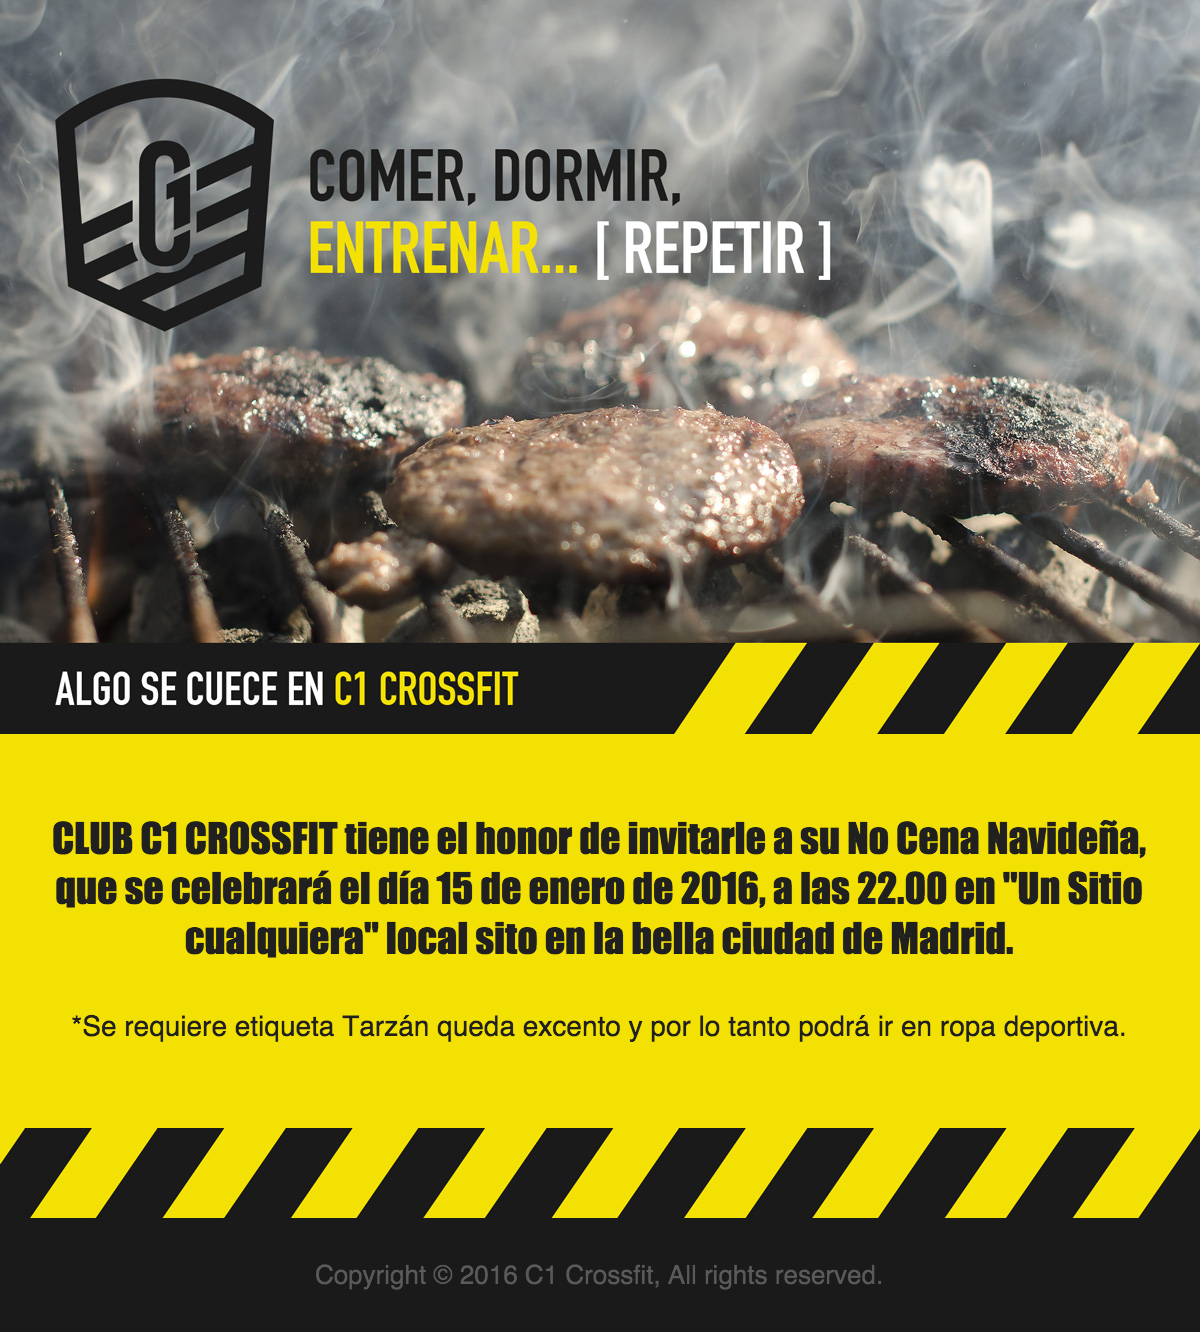 G1
COMER, DORMIR,
ENTRENAR... [ REPETIR ]
ALGO SE CUECE EN C1 CROSSFIT
CLUB C1 CROSSFIT tiene el honor de invitarle a su No Cena Navideña,
que se celebrará el día 15 de enero de 2016, a las 22.00 en "Un Sitio
cualquiera" local sito en la bella ciudad de Madrid.
*Se requiere etiqueta Tarzán queda excento y por lo tanto podrá ir en ropa deportiva.
Copyright © 2016 C1 Crossfit, All rights reserved.